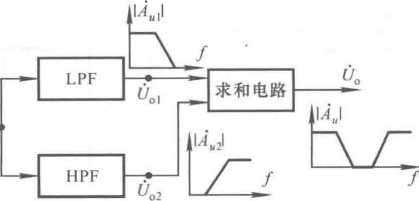 |Ȧu1|
f
LPF
U̇o1
求和电路
U̇o
|Ȧu|
f
HPF
U̇o2
|Ȧu2|
f